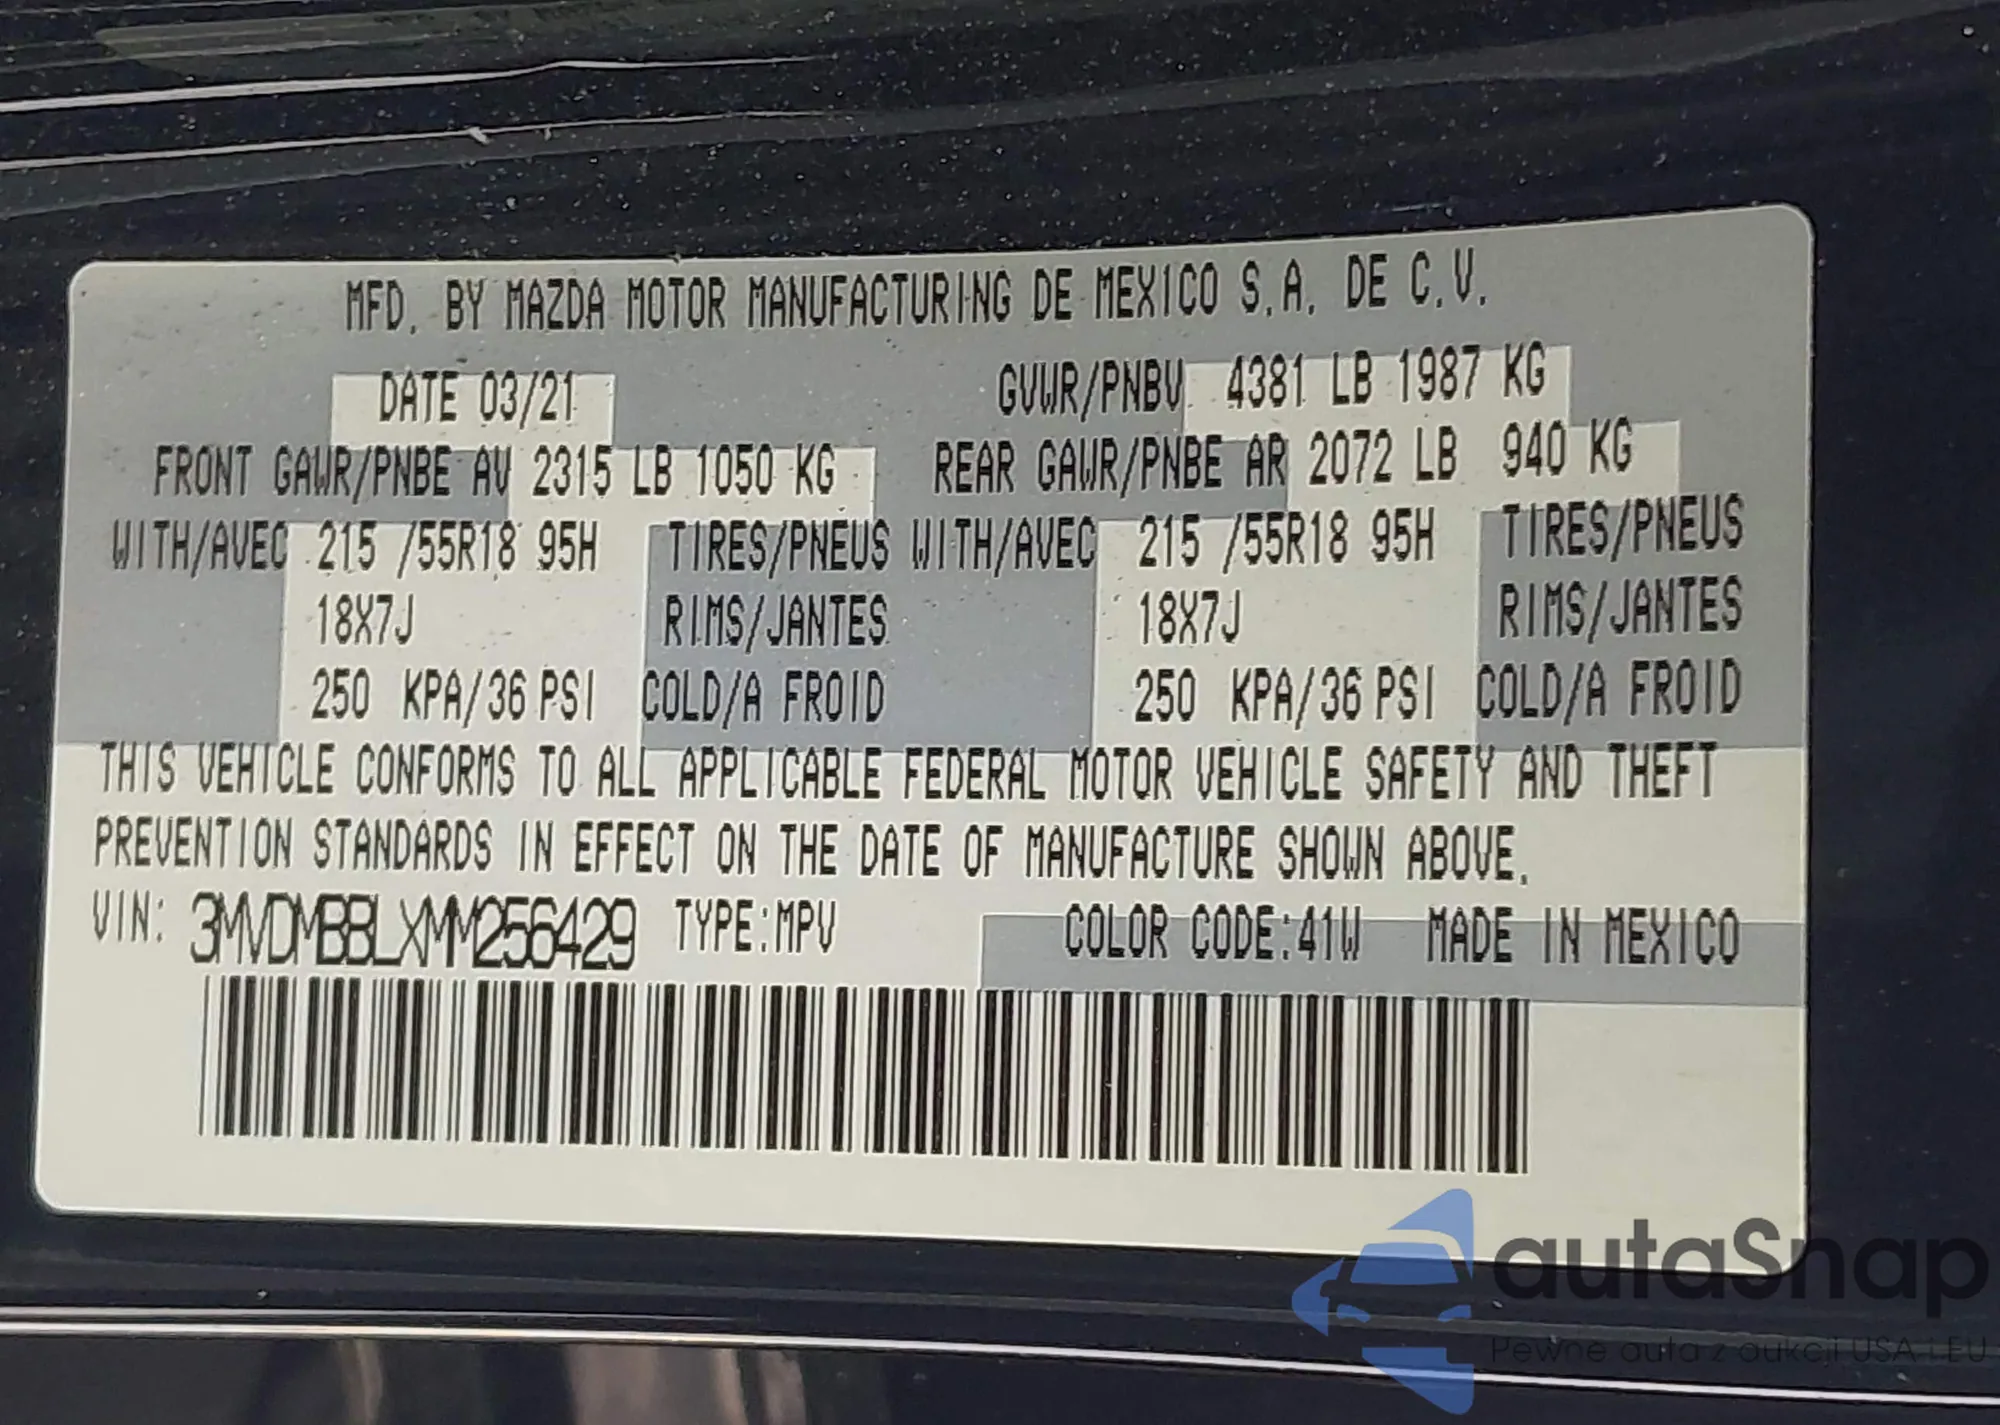 MFD. BY MAZDA MOTOR MANUFACTURING DE MEXICO S.A. DE C.V.
DATE 03/21 GVWR/PNBV 4381 LB 1987 KG
FRONT GAWR/PNBE AV 2315 LB 1050 KG REAR GAWR/PNBE AR 2072 LB 940 KG
WITH/AVEC 215 /55R18 95H TIRES/PNEUS WITH/AVEC 215 /55R18 95H TIRES/PNEUS
18X7J RIMS/JANTES 18X7J RIMS/JANTES
250 KPA/36 PSI COLD/A FROID 250 KPA/36 PSI COLD/A FROID
THIS VEHICLE CONFORMS TO ALL APPLICABLE FEDERAL MOTOR VEHICLE SAFETY AND THEFT
PREVENTION STANDARDS IN EFFECT ON THE DATE OF MANUFACTURE SHOWN ABOVE.
VIN: 3MVDMBBLXMM256429 TYPE:MPV COLOR CODE:41W MADE IN MEXICO
autaSnap
Pewne auta z aukcji USA i EU